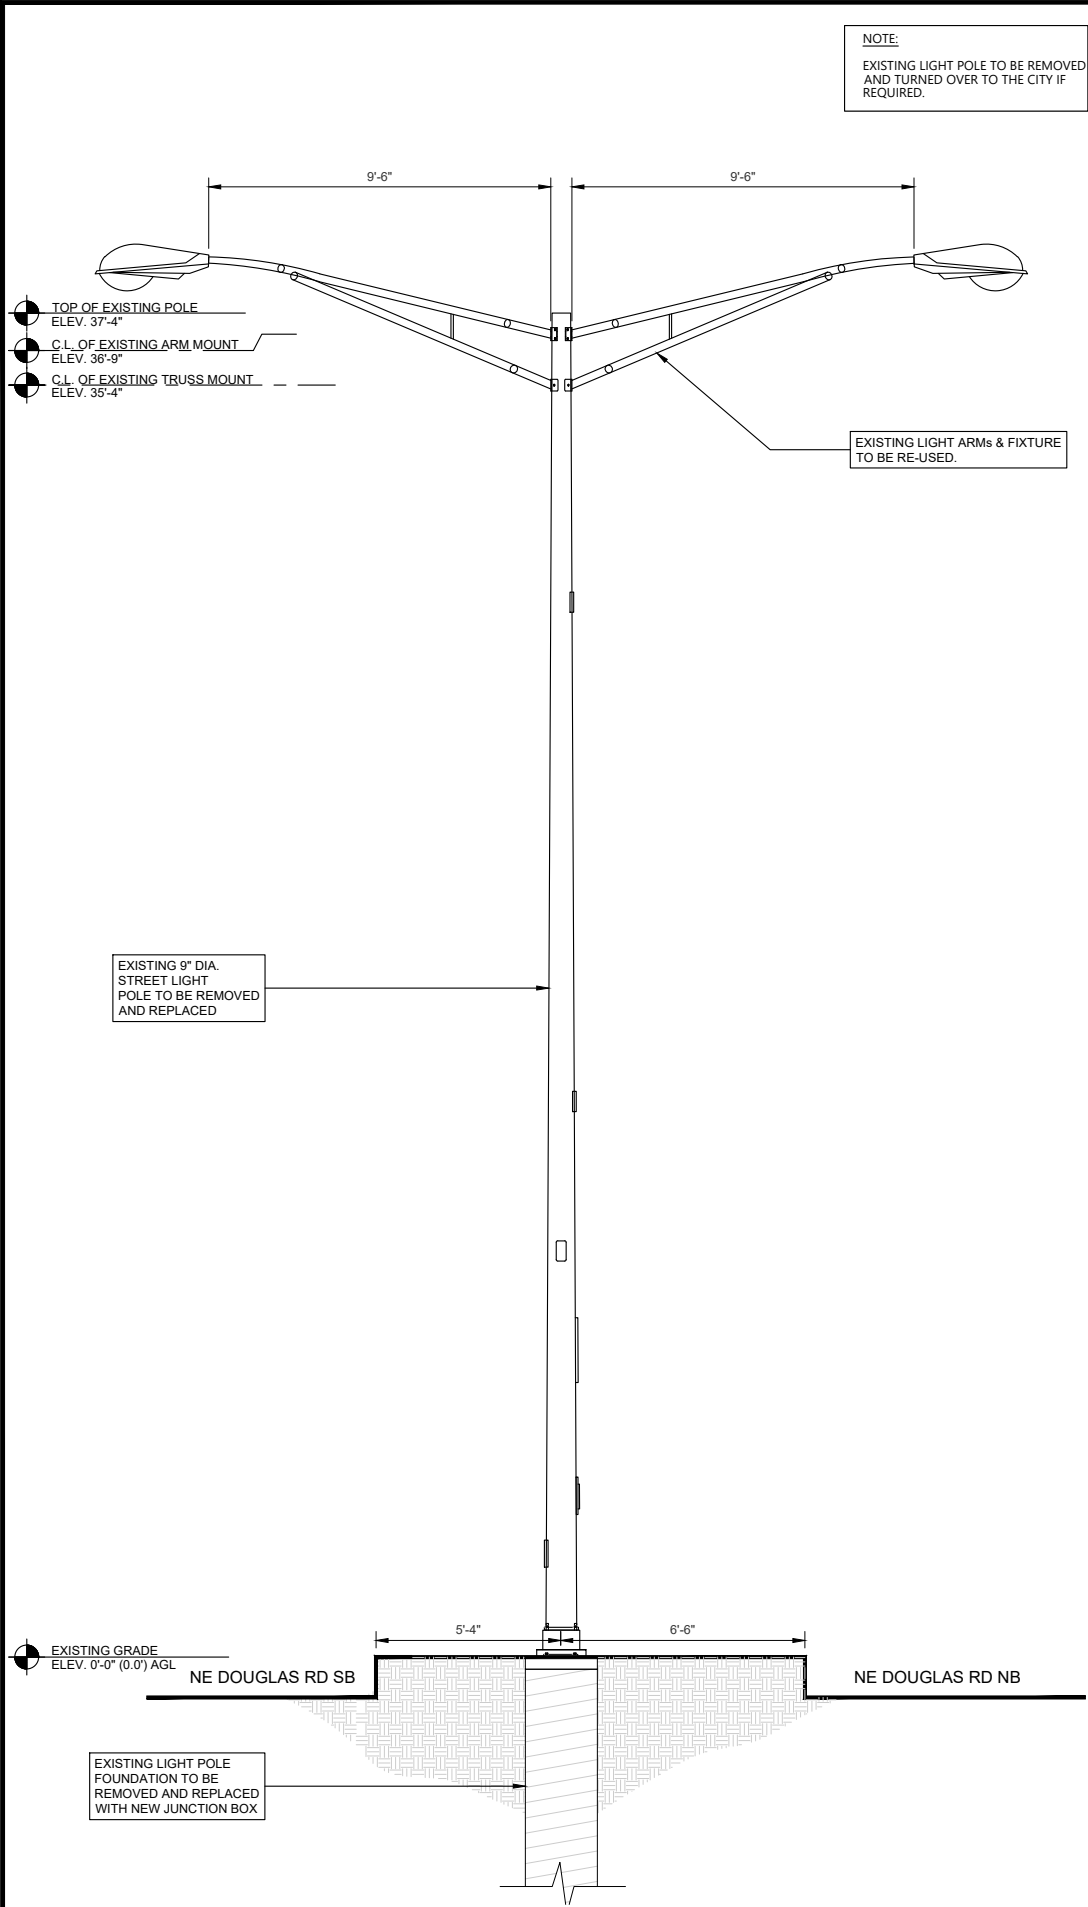 NOTE:
EXISTING LIGHT POLE TO BE REMOVED
AND TURNED OVER TO THE CITY IF
REQUIRED.
9'-6"
9'-6"
TOP OF EXISTING POLE
ELEV. 37'-4"
C.L. OF EXISTING ARM MOUNT
ELEV. 36'-9"
C.L. OF EXISTING TRUSS MOUNT
ELEV. 35'-4"
EXISTING LIGHT ARMs & FIXTURE
TO BE RE-USED.
EXISTING 9" DIA.
STREET LIGHT
POLE TO BE REMOVED
AND REPLACED
5'-4"
6'-6"
EXISTING GRADE
ELEV. 0'-0" (0.0') AGL
NE DOUGLAS RD SB
NE DOUGLAS RD NB
EXISTING LIGHT POLE
FOUNDATION TO BE
REMOVED AND REPLACED
WITH NEW JUNCTION BOX